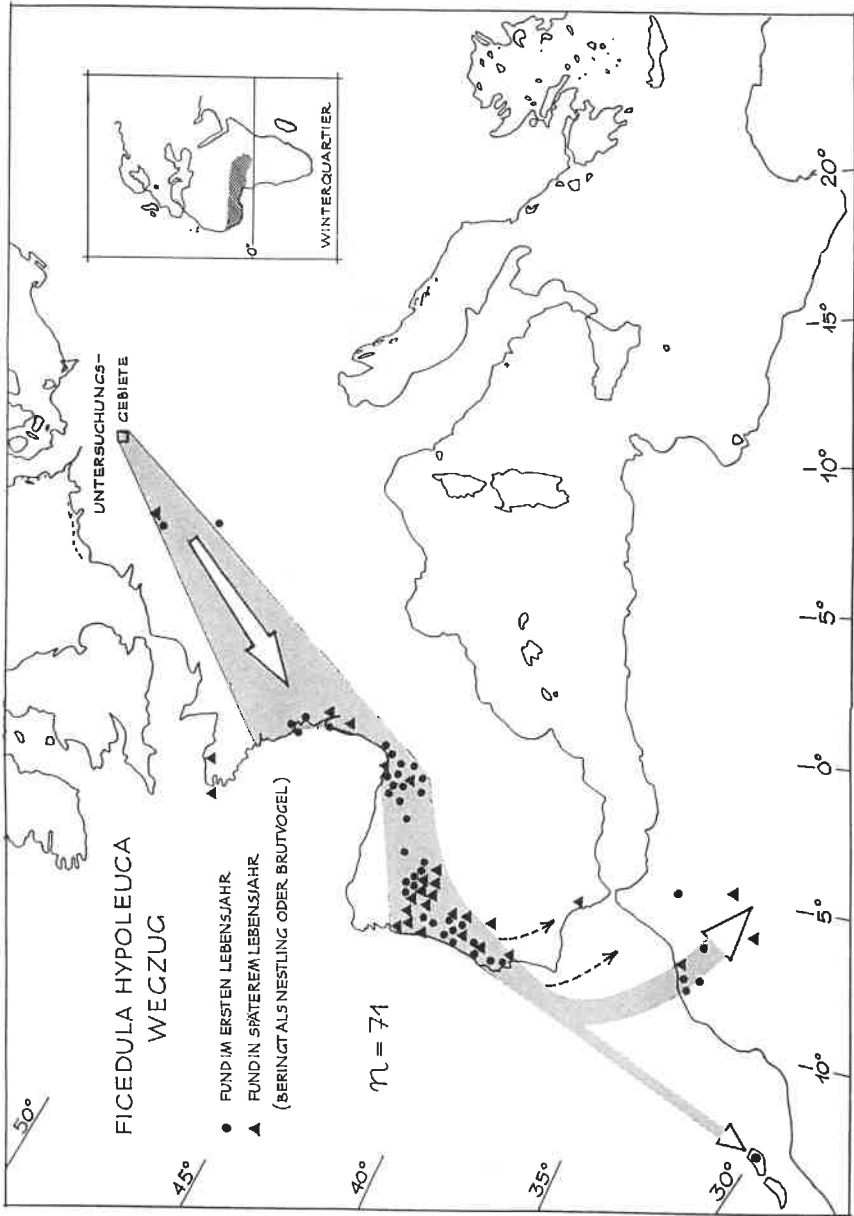 FICEDULA HYPOLEUCA
WEGZUG
● FUND IM ERSTEN LEBENSJAHR
▲ FUND IN SPÄTEREM LEBENSJAHR
(BERINGT ALS NESTLING ODER BRUTVOGEL)
n = 71
UNTERSUCHUNGS-
GEBIETE
0°
WINTERQUARTIER
50°
45°
40°
35°
30°
10°
5°
0°
5°
10°
15°
20°